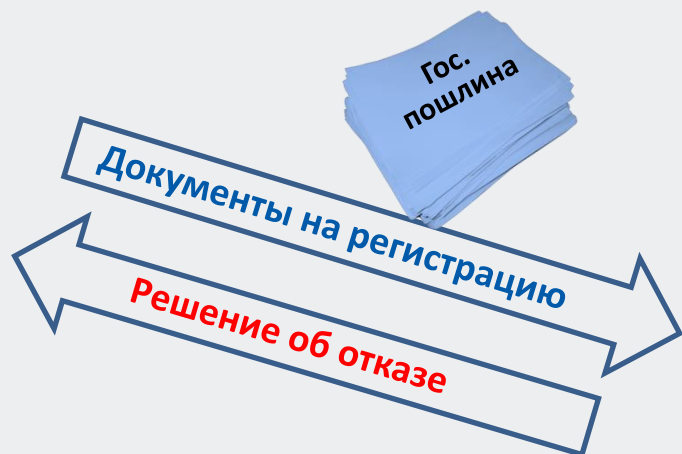 Гос.
пошлина
Документы на регистрацию
Решение об отказе